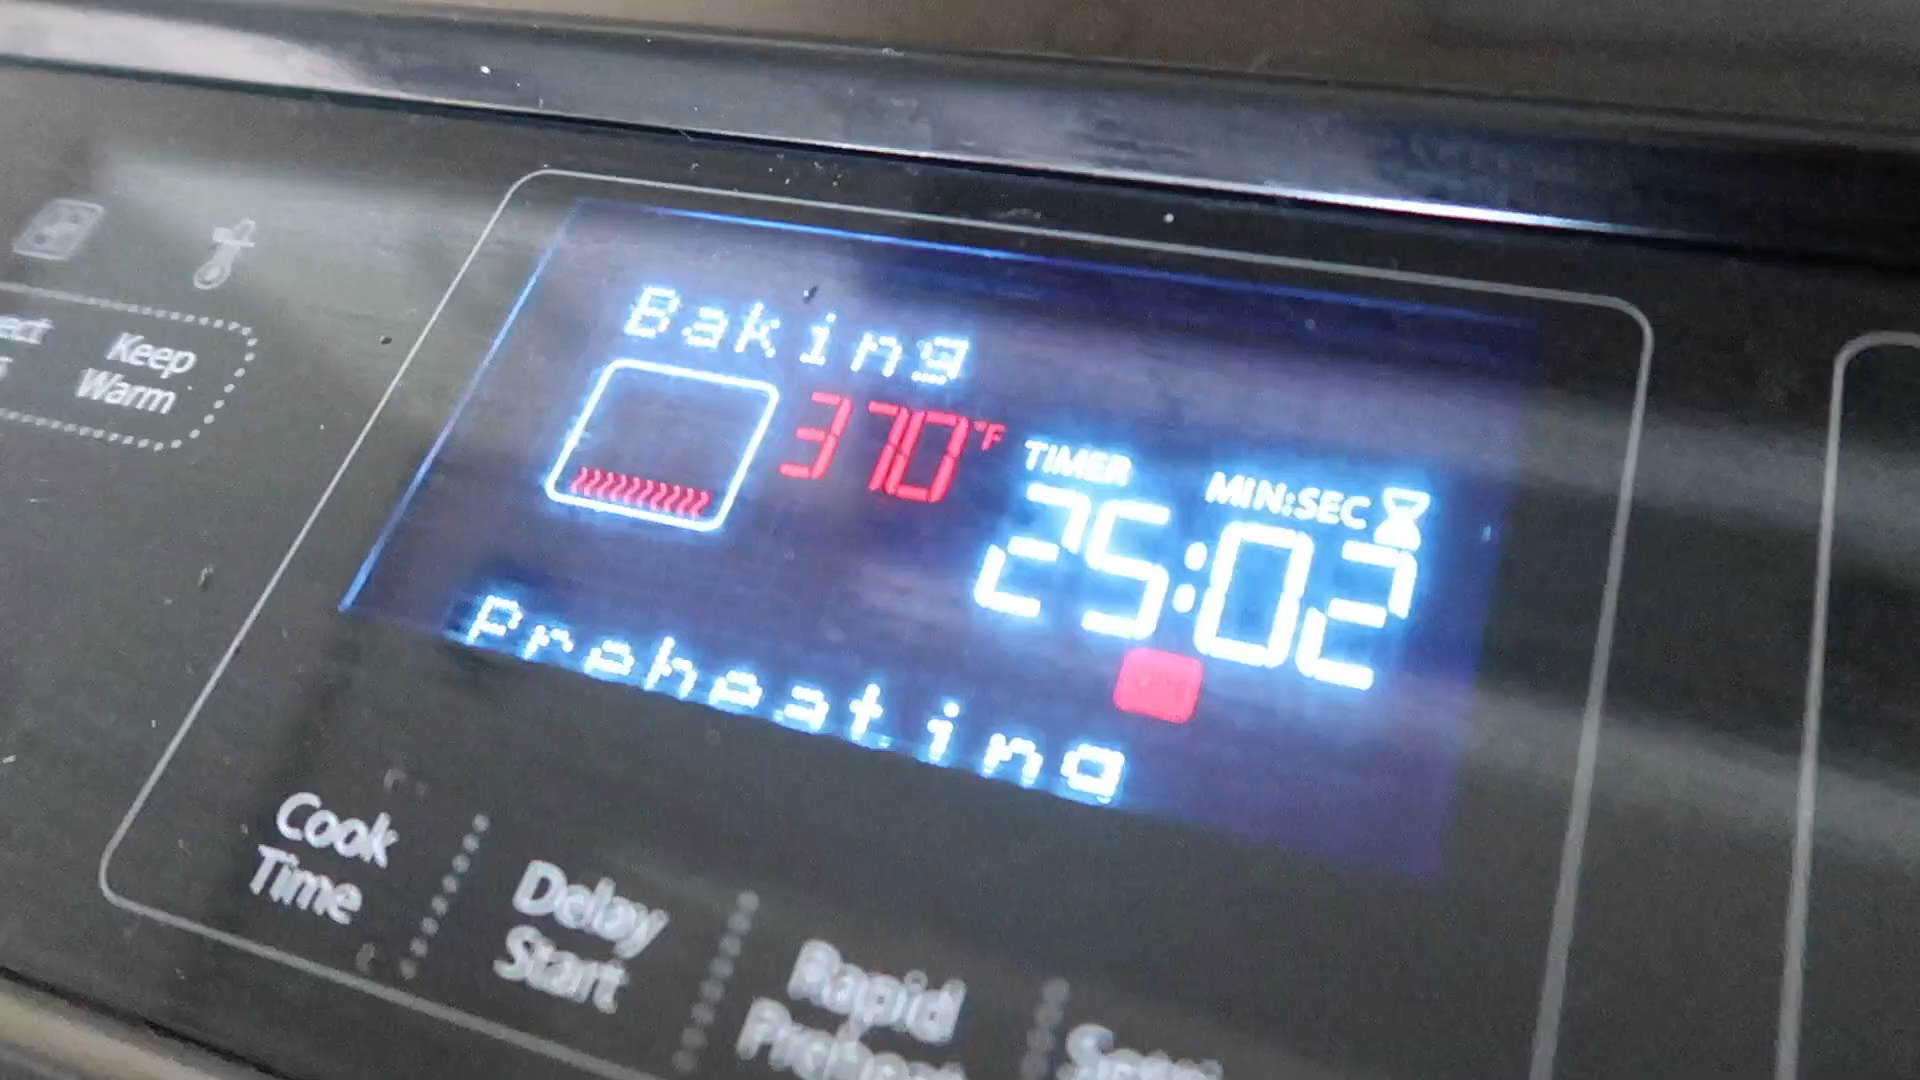 Baking
370°F
TIMER MIN:SEC
25:02
Preheating
Keep
Warm
Cook
Time
Delay
Start
Rapid